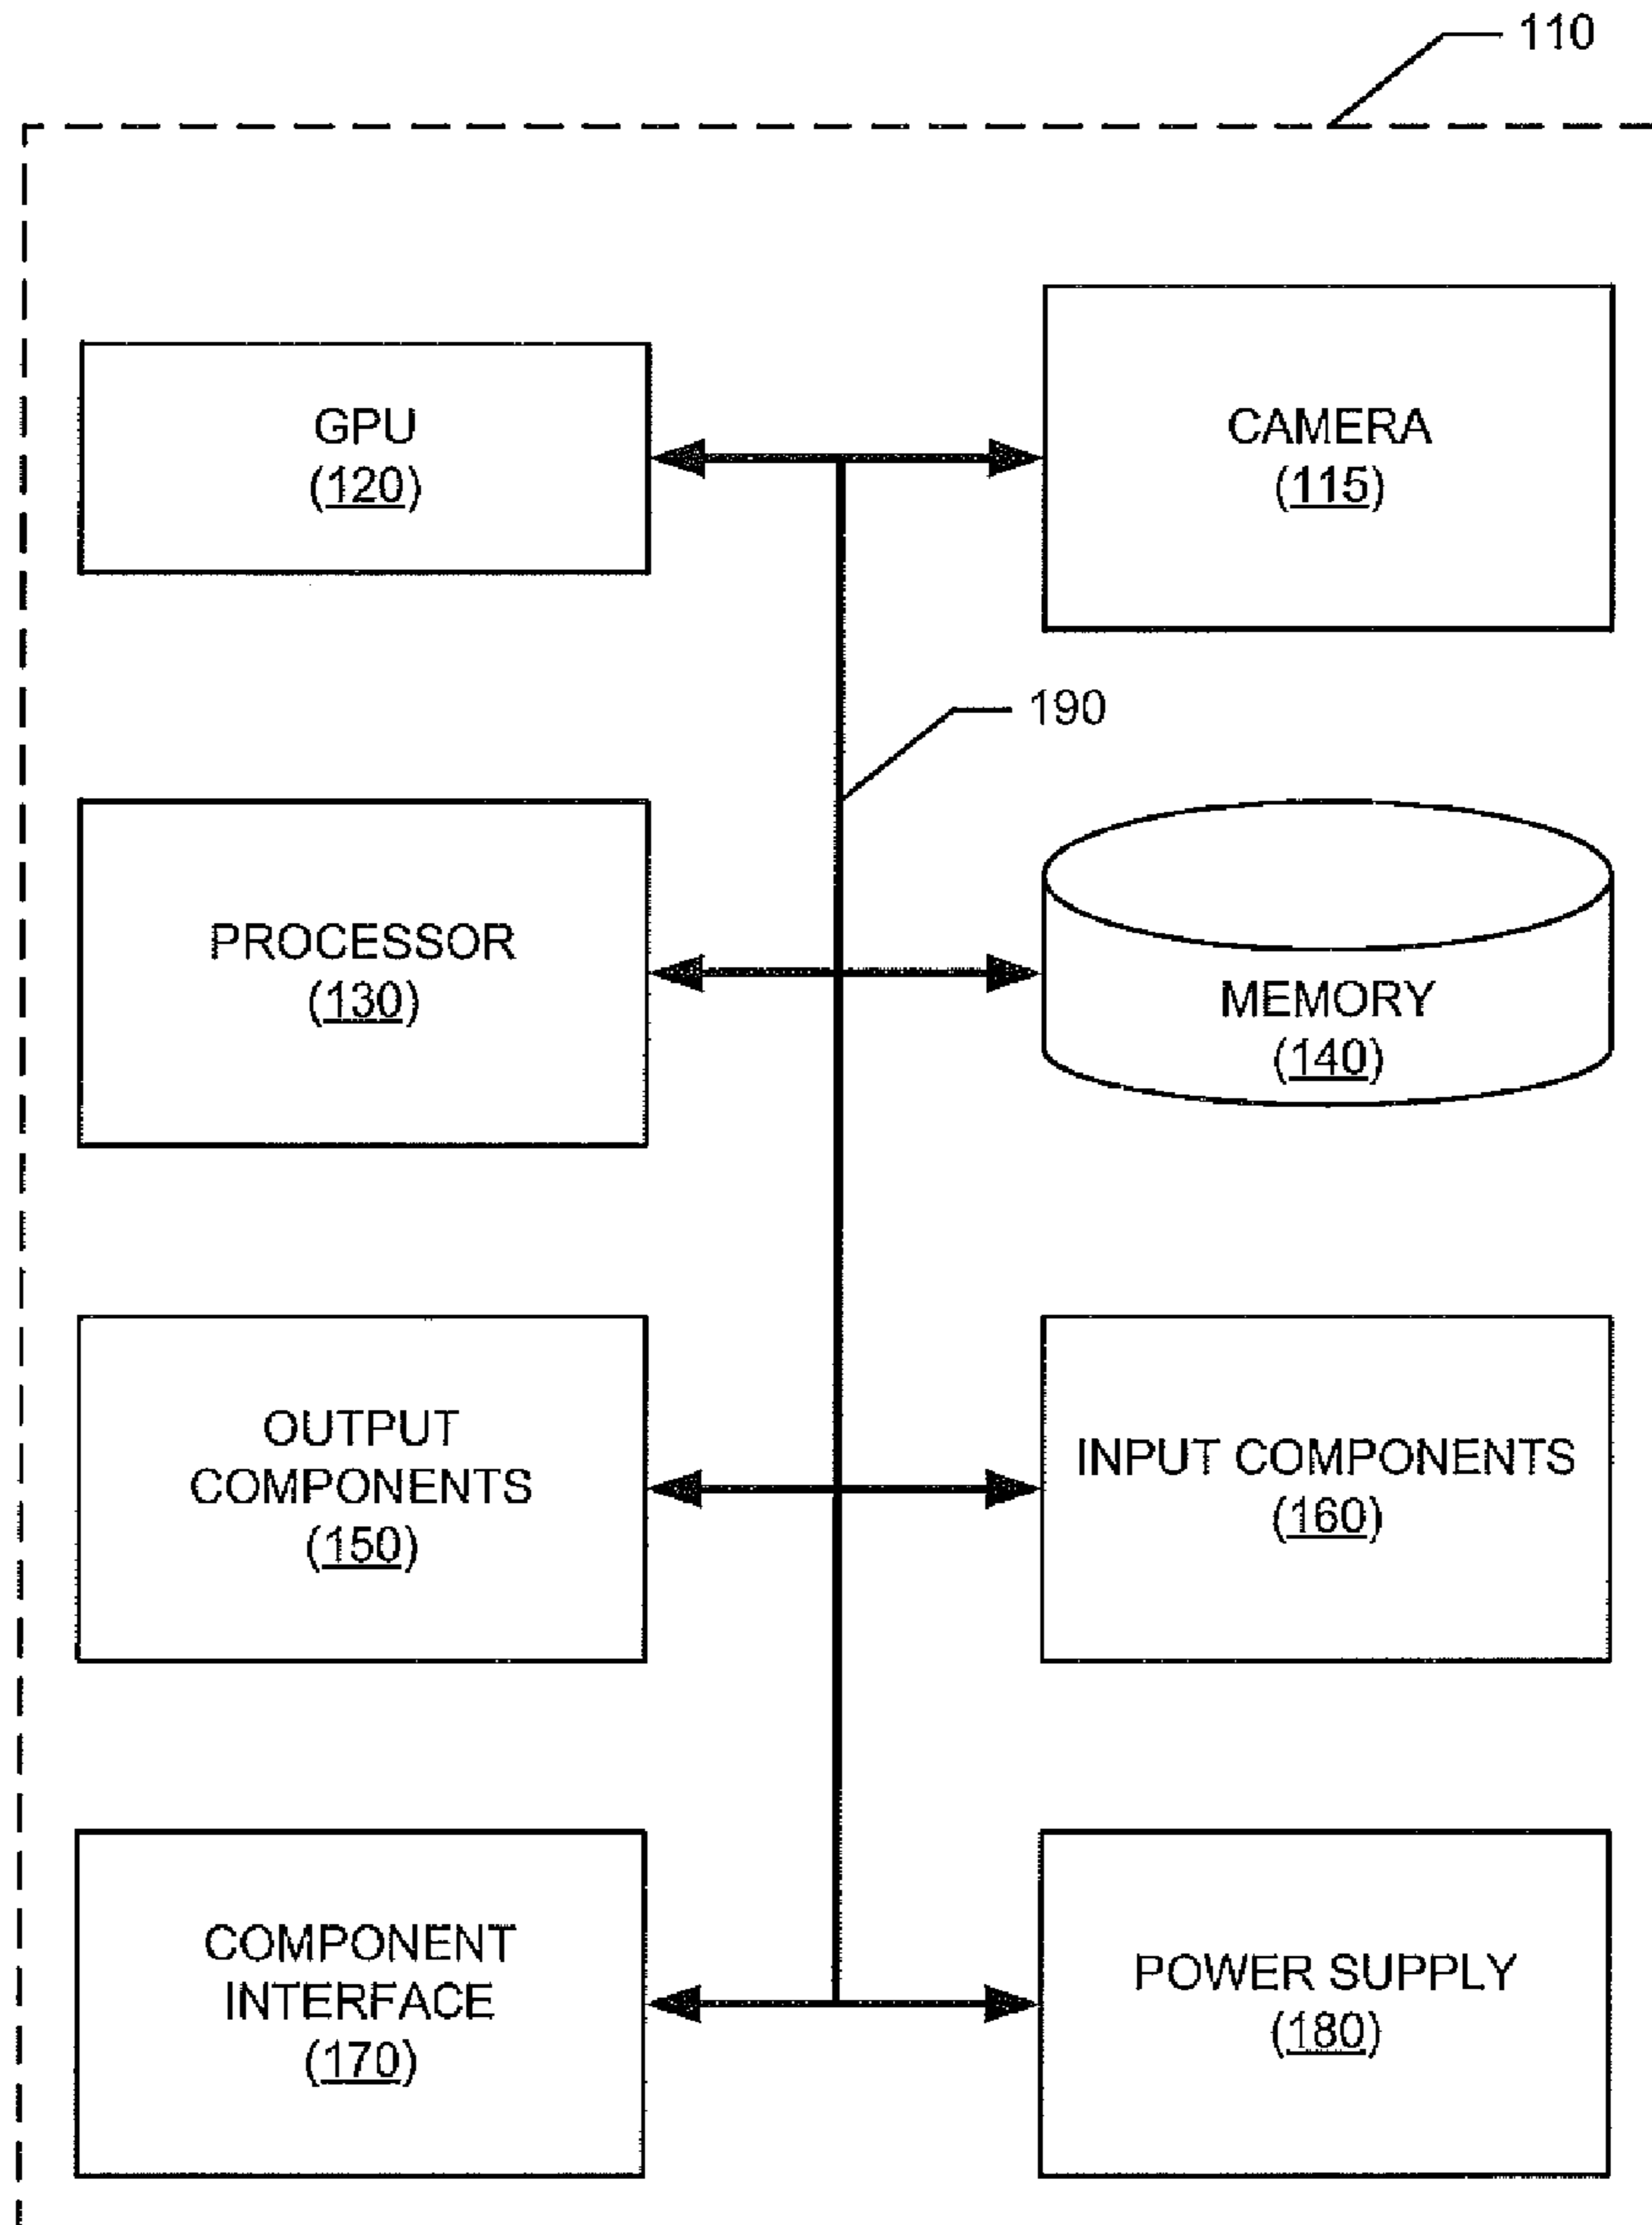 110
GPU
(120)
CAMERA
(115)
190
PROCESSOR
(130)
MEMORY
(140)
OUTPUT
COMPONENTS
(150)
INPUT COMPONENTS
(160)
COMPONENT
INTERFACE
(170)
POWER SUPPLY
(180)